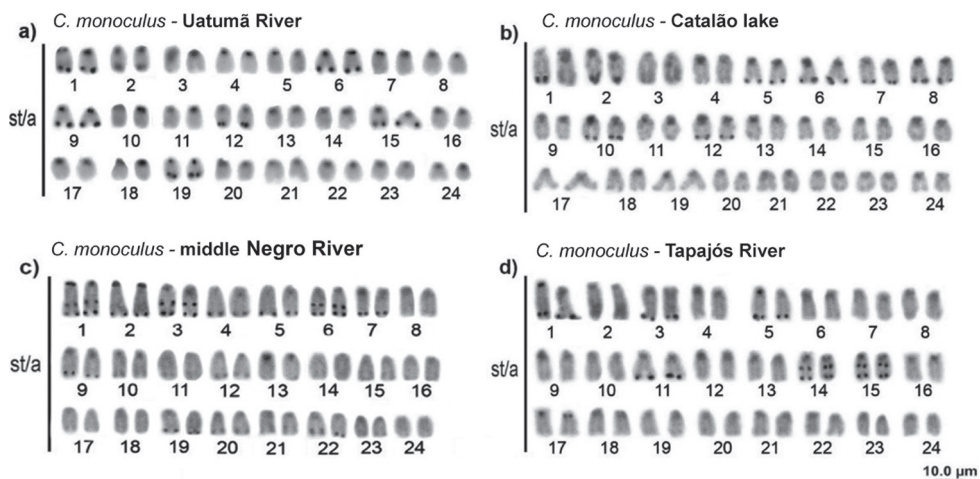 a)
C. monoculus - Uatumã River
1 2 3 4 5 6 7 8
st/a
9 10 11 12 13 14 15 16
17 18 19 20 21 22 23 24
b)
C. monoculus - Catalão lake
1 2 3 4 5 6 7 8
st/a
9 10 11 12 13 14 15 16
17 18 19 20 21 22 23 24
c)
C. monoculus - middle Negro River
1 2 3 4 5 6 7 8
st/a
9 10 11 12 13 14 15 16
17 18 19 20 21 22 23 24
d)
C. monoculus - Tapajós River
1 2 3 4 5 6 7 8
st/a
9 10 11 12 13 14 15 16
17 18 19 20 21 22 23 24
10.0 µm